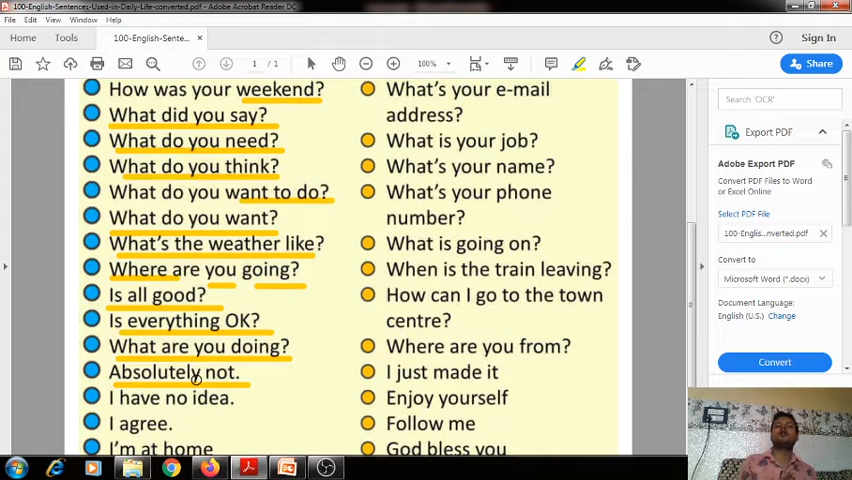 100-English-Sentences-Used-in-Daily-Life-converted.pdf - Adobe Acrobat Reader DC
File Edit View Window Help
Home Tools 100-English-Sente... × Sign In
1 / 1 100% Share
How was your weekend?
What did you say?
What do you need?
What do you think?
What do you want to do?
What do you want?
What's the weather like?
Where are you going?
Is all good?
Is everything OK?
What are you doing?
Absolutely not.
I have no idea.
I agree.
I'm at home
What's your e-mail
address?
What is your job?
What's your name?
What's your phone
number?
What is going on?
When is the train leaving?
How can I go to the town
centre?
Where are you from?
I just made it
Enjoy yourself
Follow me
God bless you
Search 'OCR'
Export PDF
Adobe Export PDF
Convert PDF Files to Word
or Excel Online
Select PDF File
100-Englis...nverted.pdf
Convert to
Microsoft Word (*.docx)
Document Language:
English (U.S.) Change
Convert